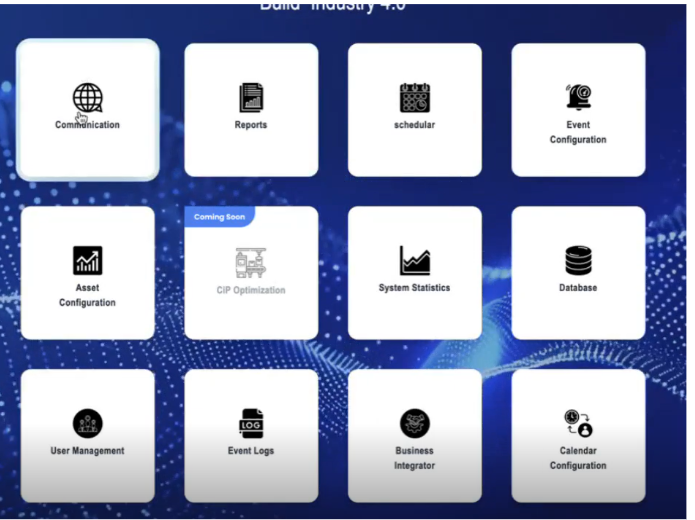 Build Industry 4.0
Communication
Reports
schedular
Event
Configuration
Coming Soon
Asset
Configuration
CIP Optimization
System Statistics
Database
User Management
LOG
Event Logs
Business
Integrator
Calendar
Configuration